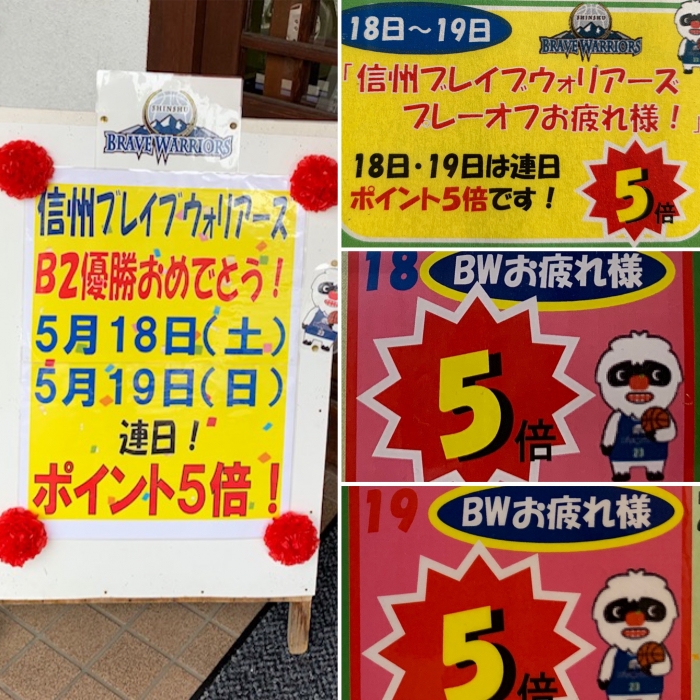 SHINSHU
BRAVE WARRIORS
信州ブレイブウォリアーズ
B2優勝おめでとう!
5月18日(土)
5月19日(日)
連日!
ポイント5倍!
18日~19日
SHINSHU
BRAVE WARRIORS
「信州ブレイブウォリアーズ
プレーオフお疲れ様!」
18日・19日は連日
ポイント5倍です!
5倍
18
BWお疲れ様
5倍
23
19
BWお疲れ様
5倍
23